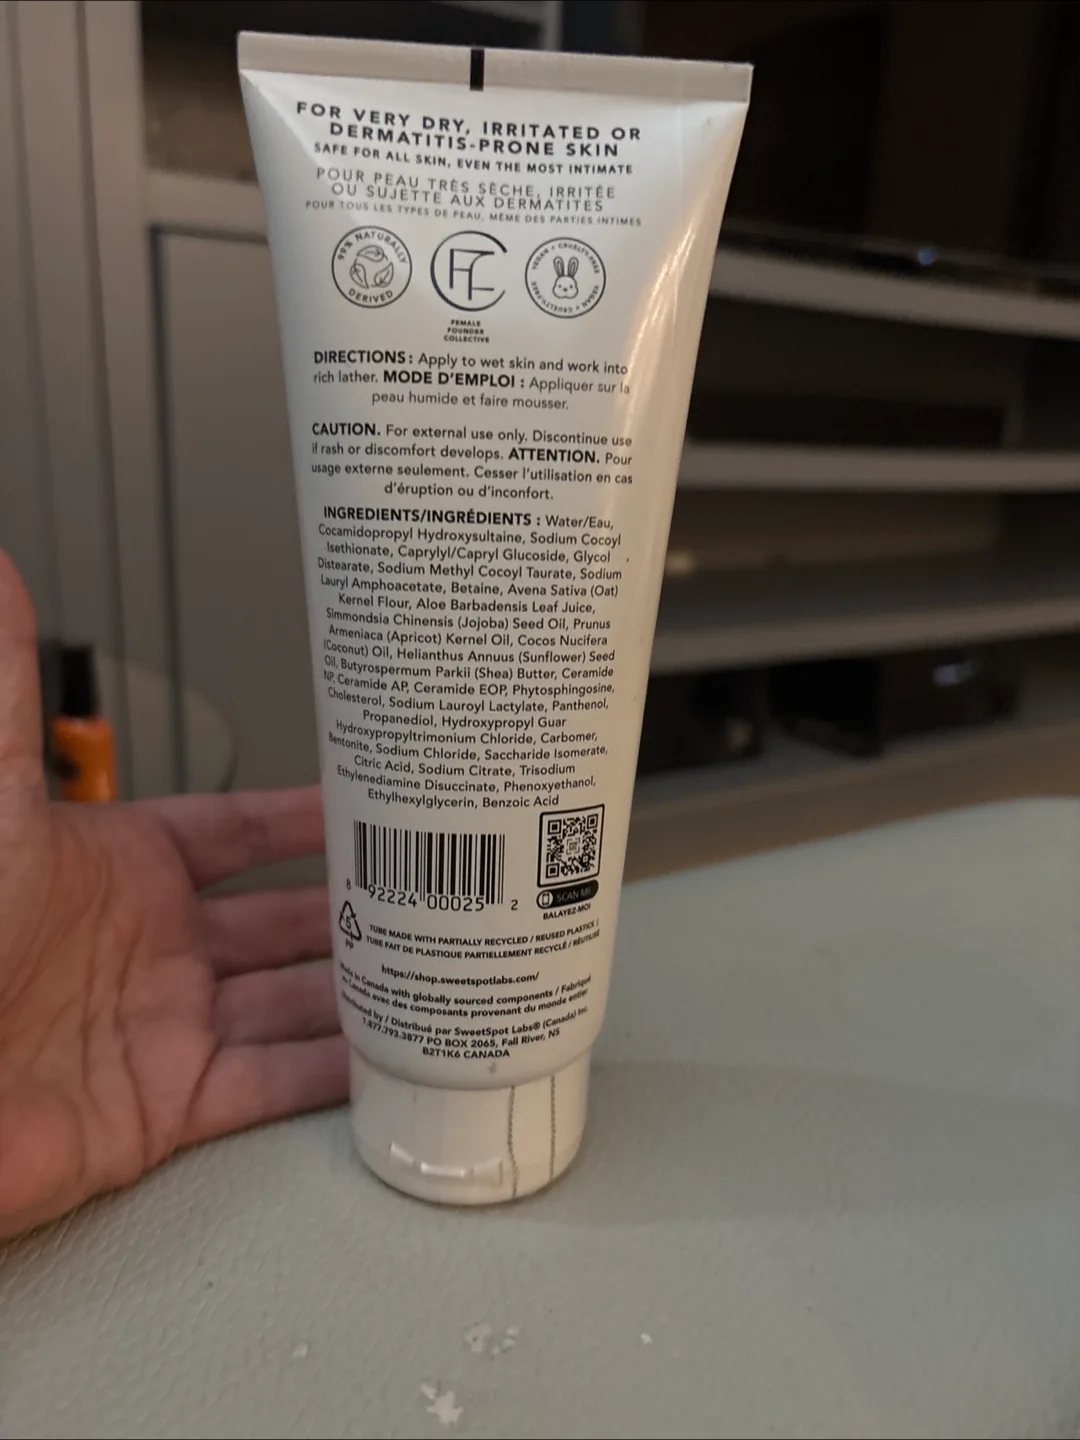 FOR VERY DRY, IRRITATED OR
DERMATITIS-PRONE SKIN
SAFE FOR ALL SKIN, EVEN THE MOST INTIMATE
POUR PEAU TRÈS SÈCHE, IRRITÉE
OU SUJETTE AUX DERMATITES
POUR TOUS LES TYPES DE PEAU, MÊME DES PARTIES INTIMES
99% NATURALLY
DERIVED
FEMALE
FOUNDER
COLLECTIVE
VEGAN + CRUELTY-FREE
VEGAN + CRUELTY-FREE
DIRECTIONS: Apply to wet skin and work into
rich lather. MODE D'EMPLOI : Appliquer sur la
peau humide et faire mousser.
CAUTION. For external use only. Discontinue use
if rash or discomfort develops. ATTENTION. Pour
usage externe seulement. Cesser l'utilisation en cas
d'éruption ou d'inconfort.
INGREDIENTS/INGRÉDIENTS : Water/Eau,
Cocamidopropyl Hydroxysultaine, Sodium Cocoyl
Isethionate, Caprylyl/Capryl Glucoside, Glycol
Distearate, Sodium Methyl Cocoyl Taurate, Sodium
Lauryl Amphoacetate, Betaine, Avena Sativa (Oat)
Kernel Flour, Aloe Barbadensis Leaf Juice,
Simmondsia Chinensis (Jojoba) Seed Oil, Prunus
Armeniaca (Apricot) Kernel Oil, Cocos Nucifera
(Coconut) Oil, Helianthus Annuus (Sunflower) Seed
Oil, Butyrospermum Parkii (Shea) Butter, Ceramide
NP, Ceramide AP, Ceramide EOP, Phytosphingosine,
Cholesterol, Sodium Lauroyl Lactylate, Panthenol,
Propanediol, Hydroxypropyl Guar
Hydroxypropyltrimonium Chloride, Carbomer,
Bentonite, Sodium Chloride, Saccharide Isomerate,
Citric Acid, Sodium Citrate, Trisodium
Ethylenediamine Disuccinate, Phenoxyethanol,
Ethylhexylglycerin, Benzoic Acid
8 92224 00025 2
SCAN ME
BALAYEZ-MOI
5
PP
TUBE MADE WITH PARTIALLY RECYCLED / REUSED PLASTICS |
TUBE FAIT DE PLASTIQUE PARTIELLEMENT RECYCLÉ / RÉUTILISÉ
https://shop.sweetspotlabs.com/
Made in Canada with globally sourced components / Fabriqué
au Canada avec des composants provenant du monde entier
Distributed by / Distribué par SweetSpot Labs® (Canada) Inc.
1.877.793.3877 PO BOX 2065, Fall River, NS
B2T1K6 CANADA